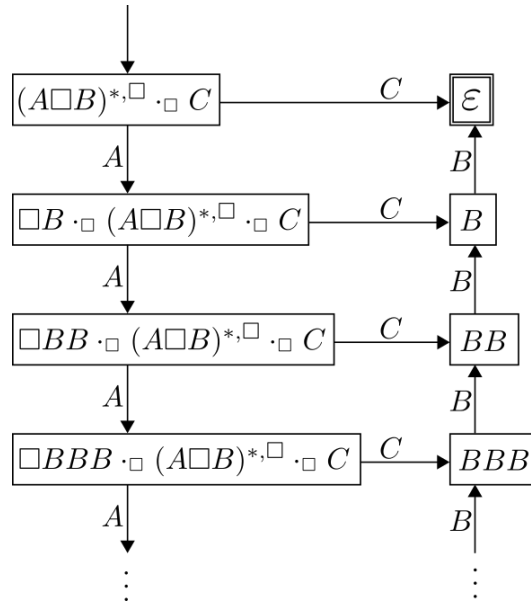 (A□B)*,□ ·□ C C ε
A B
□B ·□ (A□B)*,□ ·□ C C B
A B
□BB ·□ (A□B)*,□ ·□ C C BB
A B
□BBB ·□ (A□B)*,□ ·□ C C BBB
A B
⋮ ⋮